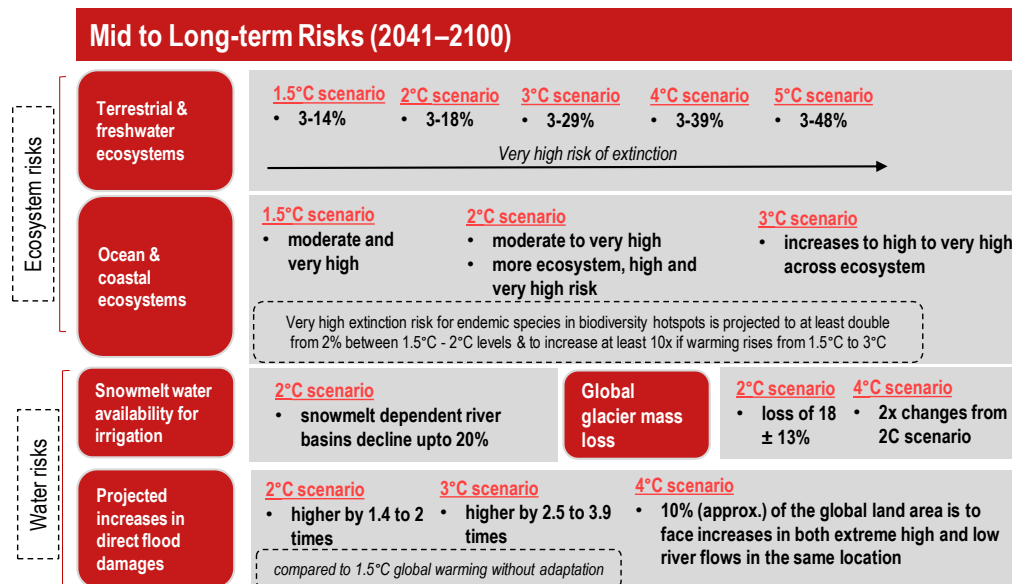 Mid to Long-term Risks (2041–2100)
Ecosystem risks
Terrestrial &
freshwater
ecosystems
1.5°C scenario
• 3-14%
2°C scenario
• 3-18%
3°C scenario
• 3-29%
4°C scenario
• 3-39%
5°C scenario
• 3-48%
Very high risk of extinction
Ocean &
coastal
ecosystems
1.5°C scenario
• moderate and
very high
2°C scenario
• moderate to very high
• more ecosystem, high and
very high risk
3°C scenario
• increases to high to very high
across ecosystem
Very high extinction risk for endemic species in biodiversity hotspots is projected to at least double
from 2% between 1.5°C - 2°C levels & to increase at least 10x if warming rises from 1.5°C to 3°C
Water risks
Snowmelt water
availability for
irrigation
2°C scenario
• snowmelt dependent river
basins decline upto 20%
Global
glacier mass
loss
2°C scenario
• loss of 18
± 13%
4°C scenario
• 2x changes from
2C scenario
Projected
increases in
direct flood
damages
2°C scenario
• higher by 1.4 to 2
times
3°C scenario
• higher by 2.5 to 3.9
times
compared to 1.5°C global warming without adaptation
4°C scenario
• 10% (approx.) of the global land area is to
face increases in both extreme high and low
river flows in the same location